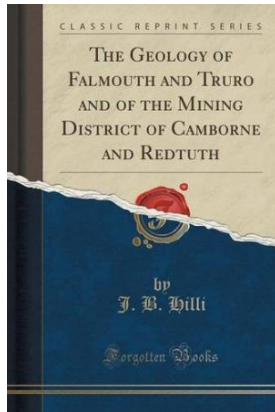 CLASSIC REPRINT SERIES
THE GEOLOGY OF
FALMOUTH AND TRURO
AND OF THE MINING
DISTRICT OF CAMBORNE
AND REDTUTH
F
by
J. B. Hilli
Forgotten Books